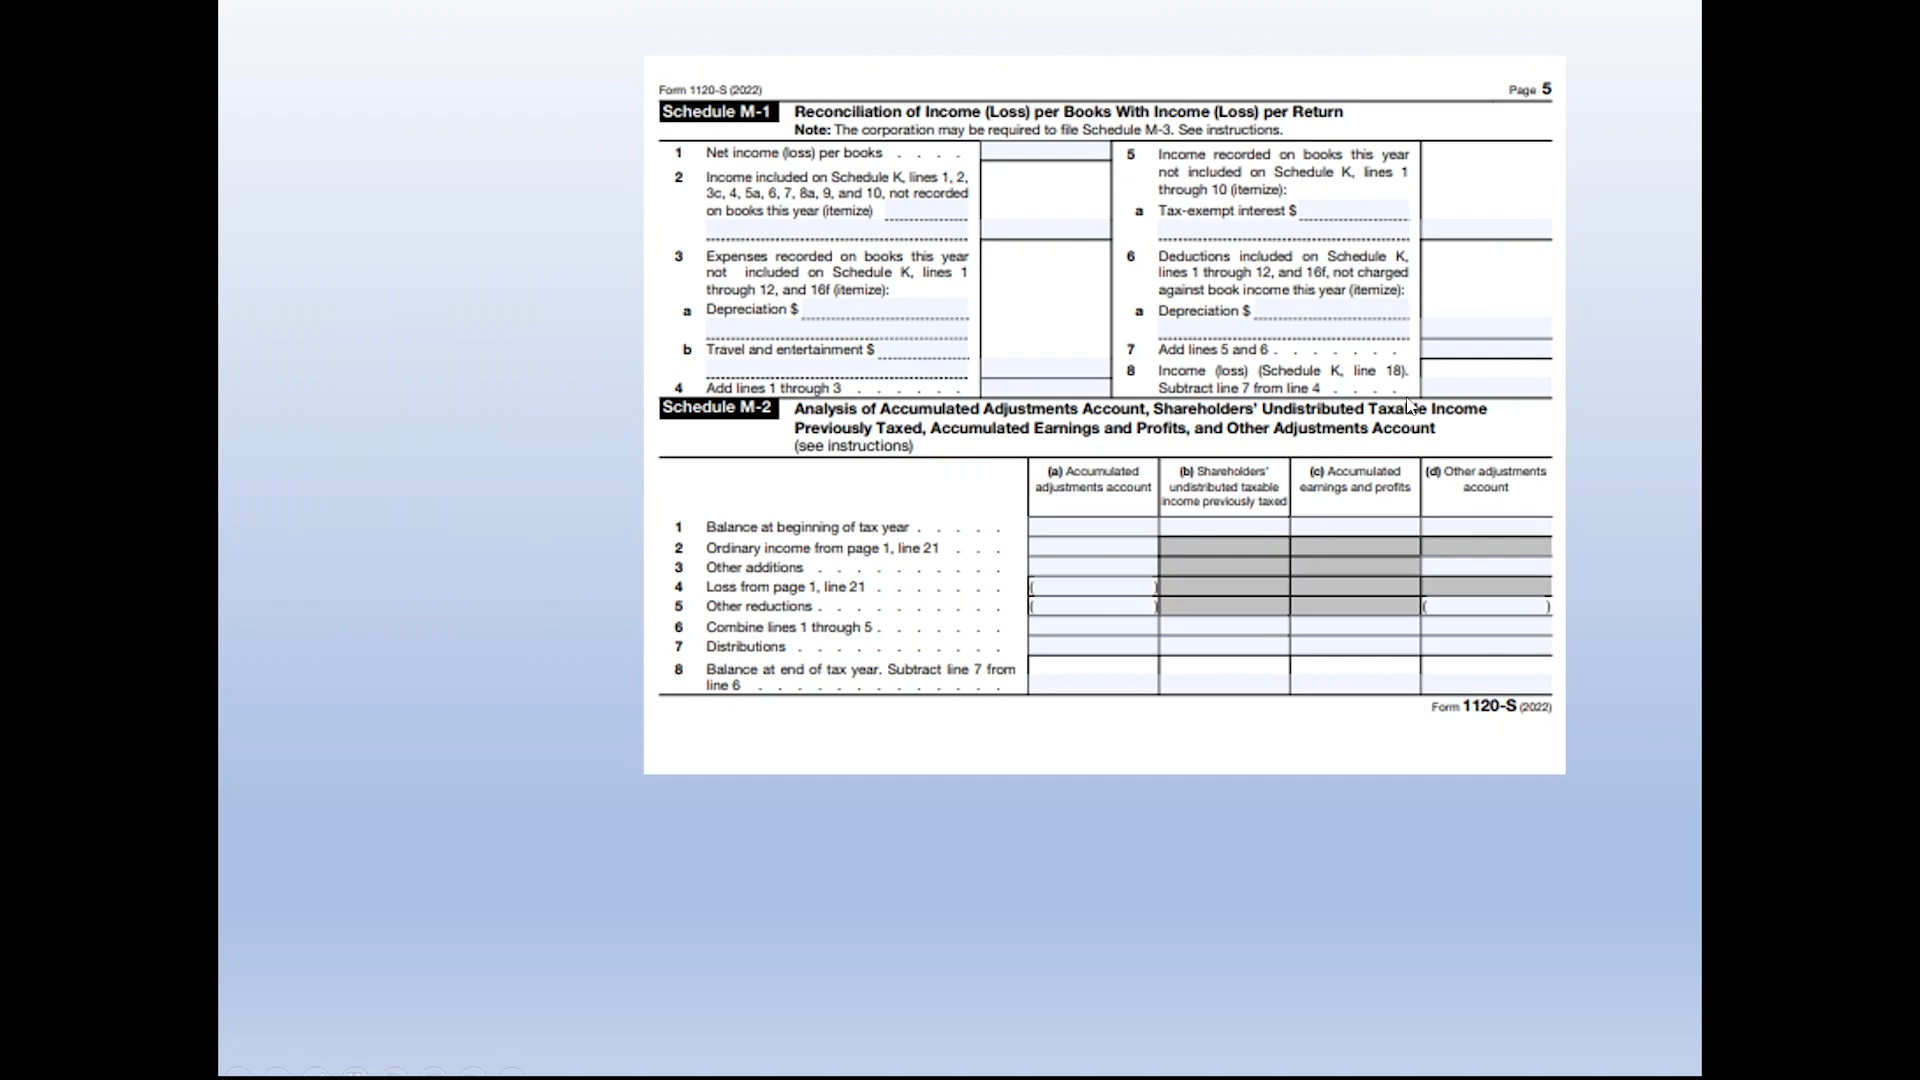 Form 1120-S (2022) Page 5
Schedule M-1 Reconciliation of Income (Loss) per Books With Income (Loss) per Return
Note: The corporation may be required to file Schedule M-3. See instructions.
1 Net income (loss) per books . . . .
2 Income included on Schedule K, lines 1, 2,
3c, 4, 5a, 6, 7, 8a, 9, and 10, not recorded
on books this year (itemize)
3 Expenses recorded on books this year
not included on Schedule K, lines 1
through 12, and 16f (itemize):
a Depreciation $
b Travel and entertainment $
4 Add lines 1 through 3 . . . . . .
5 Income recorded on books this year
not included on Schedule K, lines 1
through 10 (itemize):
a Tax-exempt interest $
6 Deductions included on Schedule K,
lines 1 through 12, and 16f, not charged
against book income this year (itemize):
a Depreciation $
7 Add lines 5 and 6 . . . . . . .
8 Income (loss) (Schedule K, line 18).
Subtract line 7 from line 4 . . . .
Schedule M-2 Analysis of Accumulated Adjustments Account, Shareholders' Undistributed Taxable Income
Previously Taxed, Accumulated Earnings and Profits, and Other Adjustments Account
(see instructions)
(a) Accumulated
adjustments account
(b) Shareholders'
undistributed taxable
income previously taxed
(c) Accumulated
earnings and profits
(d) Other adjustments
account
1 Balance at beginning of tax year . . . . .
2 Ordinary income from page 1, line 21 . . .
3 Other additions . . . . . . . . . .
4 Loss from page 1, line 21 . . . . . . . ( )
5 Other reductions . . . . . . . . . . ( ) ( )
6 Combine lines 1 through 5 . . . . . . .
7 Distributions . . . . . . . . . . .
8 Balance at end of tax year. Subtract line 7 from
line 6 . . . . . . . . . . . . .
Form 1120-S (2022)